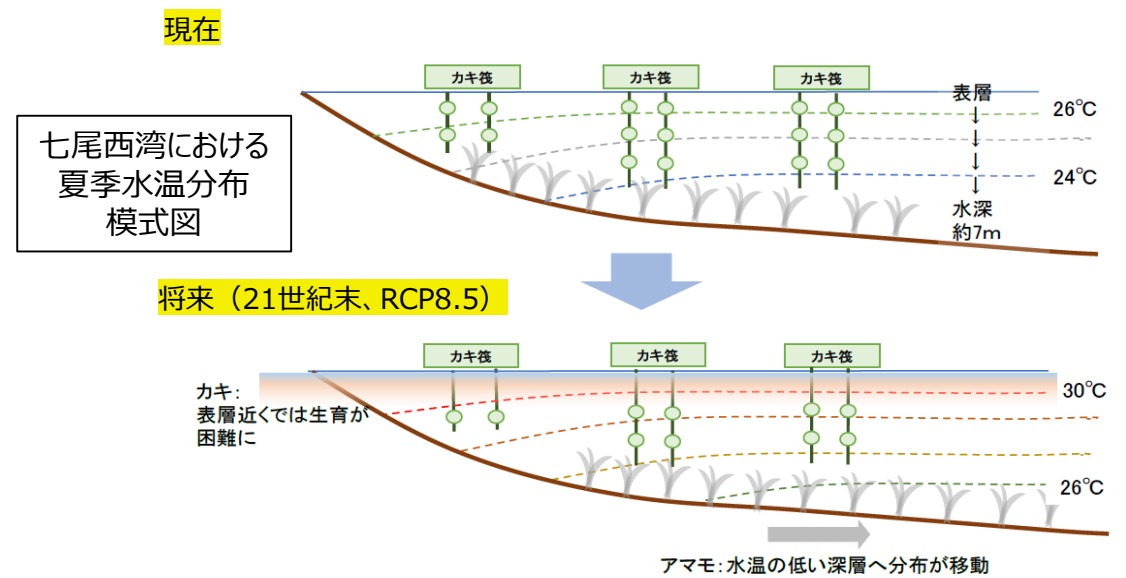 現在
カキ筏
カキ筏
カキ筏
表層
↓
↓
↓
↓
水深
約7m
26℃
24℃
七尾西湾における
夏季水温分布
模式図
将来（21世紀末、RCP8.5）
カキ筏
カキ筏
カキ筏
カキ：
表層近くでは生育が
困難に
30℃
26℃
アマモ：水温の低い深層へ分布が移動